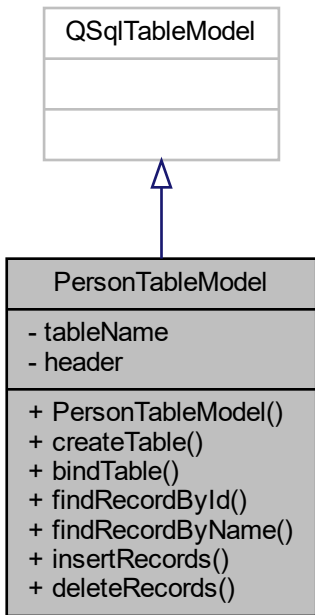 QSqlTableModel
PersonTableModel
- tableName
- header
+ PersonTableModel()
+ createTable()
+ bindTable()
+ findRecordById()
+ findRecordByName()
+ insertRecords()
+ deleteRecords()